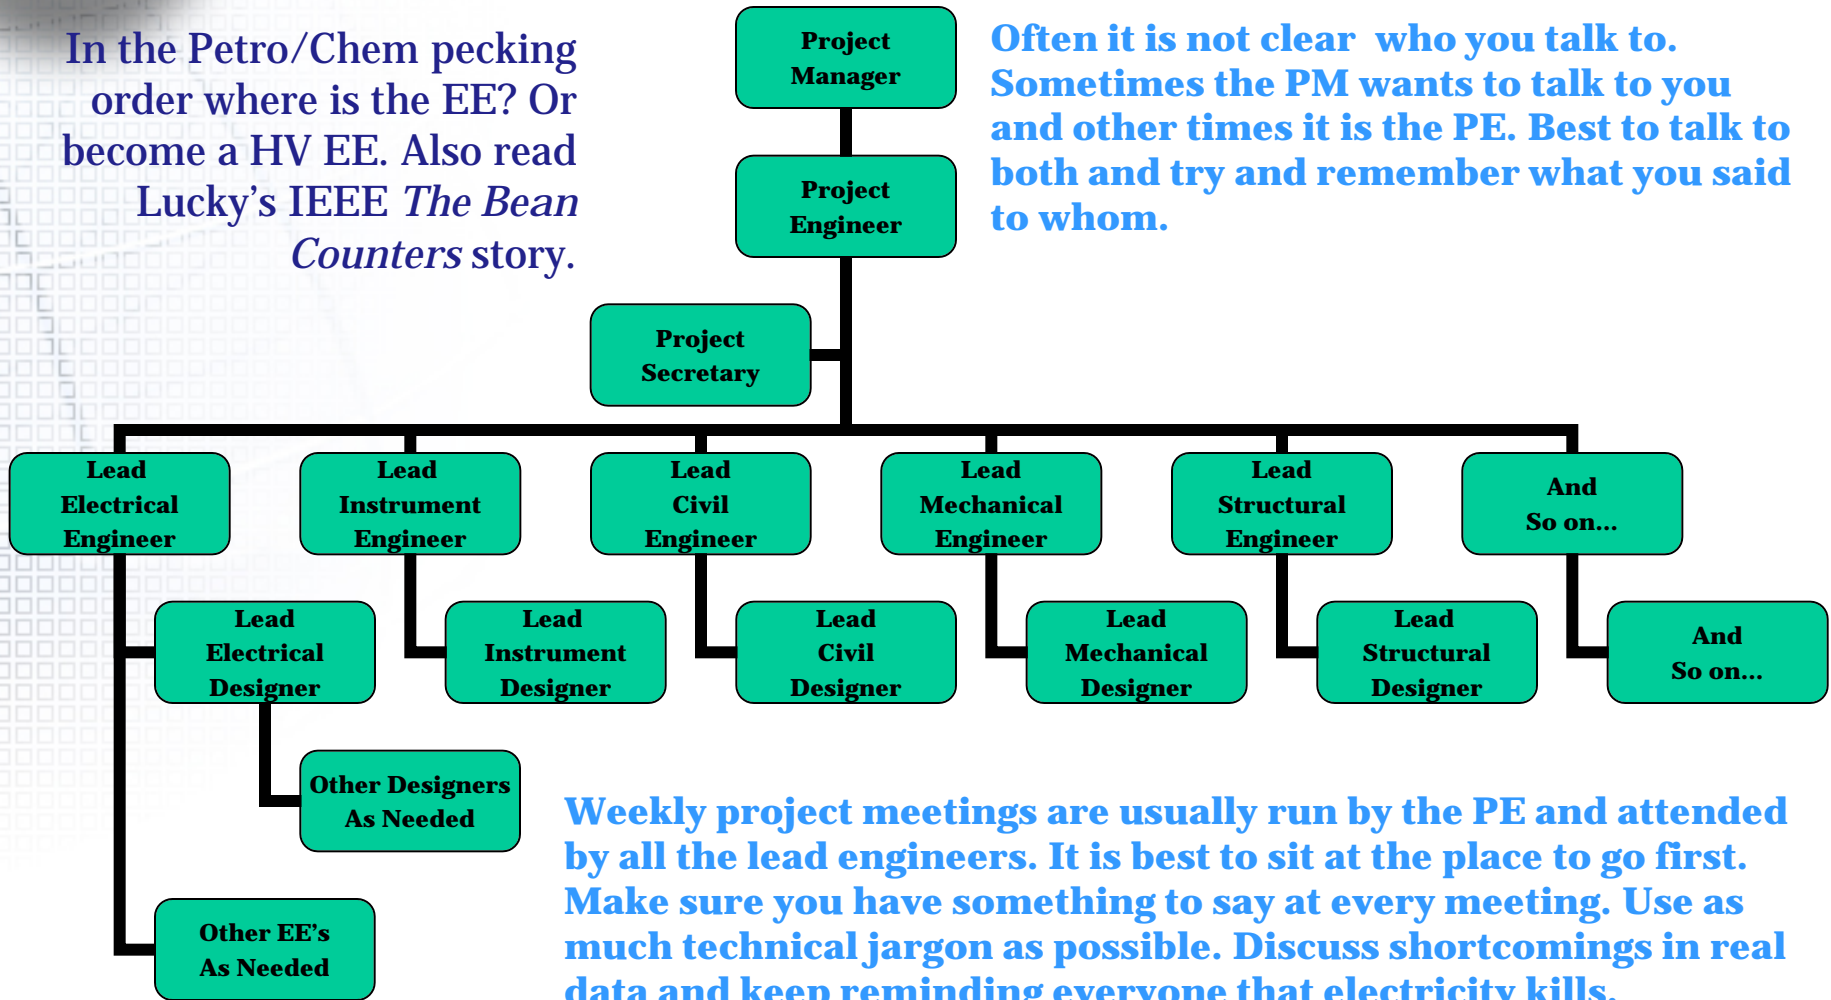 In the Petro/Chem pecking
order where is the EE? Or
become a HV EE. Also read
Lucky's IEEE The Bean
Counters story.
Project
Manager
Often it is not clear  who you talk to.
Sometimes the PM wants to talk to you
and other times it is the PE. Best to talk to
both and try and remember what you said
to whom.
Project
Engineer
Project
Secretary
Lead
Electrical
Engineer
Lead
Instrument
Engineer
Lead
Civil
Engineer
Lead
Mechanical
Engineer
Lead
Structural
Engineer
And
So on...
Lead
Electrical
Designer
Lead
Instrument
Designer
Lead
Civil
Designer
Lead
Mechanical
Designer
Lead
Structural
Designer
And
So on...
Other Designers
As Needed
Other EE's
As Needed
Weekly project meetings are usually run by the PE and attended
by all the lead engineers. It is best to sit at the place to go first.
Make sure you have something to say at every meeting. Use as
much technical jargon as possible. Discuss shortcomings in real
data and keep reminding everyone that electricity kills.